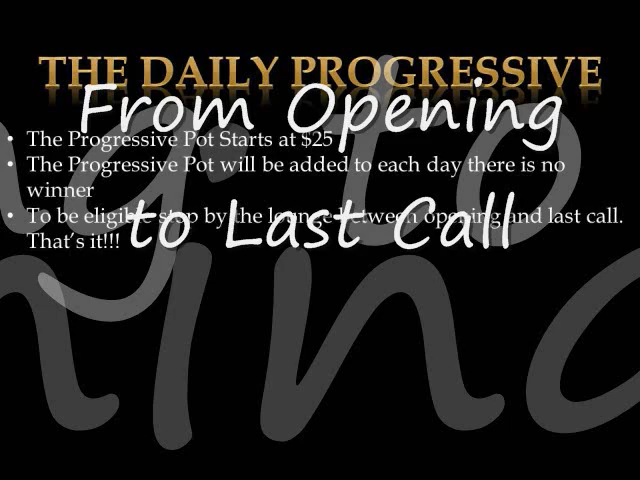 THE DAILY PROGRESSIVE
From Opening
• The Progressive Pot Starts at $25
• The Progressive Pot will be added to each day there is no
winner
• To be eligible stop by the lounge between opening and last call.
to Last Call
That's it!!!